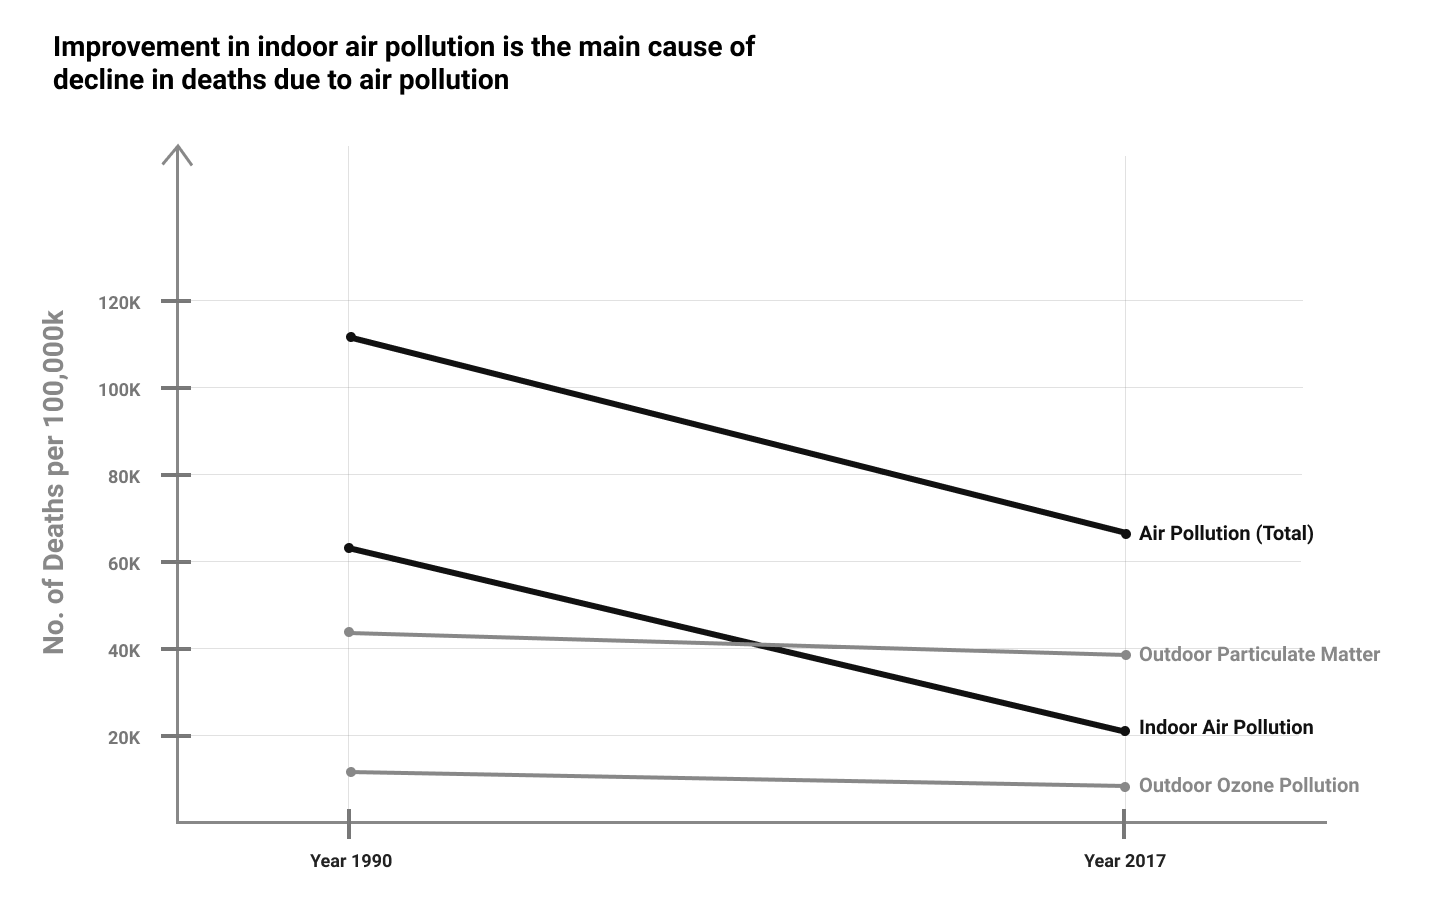 Improvement in indoor air pollution is the main cause of
decline in deaths due to air pollution
No. of Deaths per 100,000k
120K
100K
80K
60K
40K
20K
Air Pollution (Total)
Outdoor Particulate Matter
Indoor Air Pollution
Outdoor Ozone Pollution
Year 1990
Year 2017